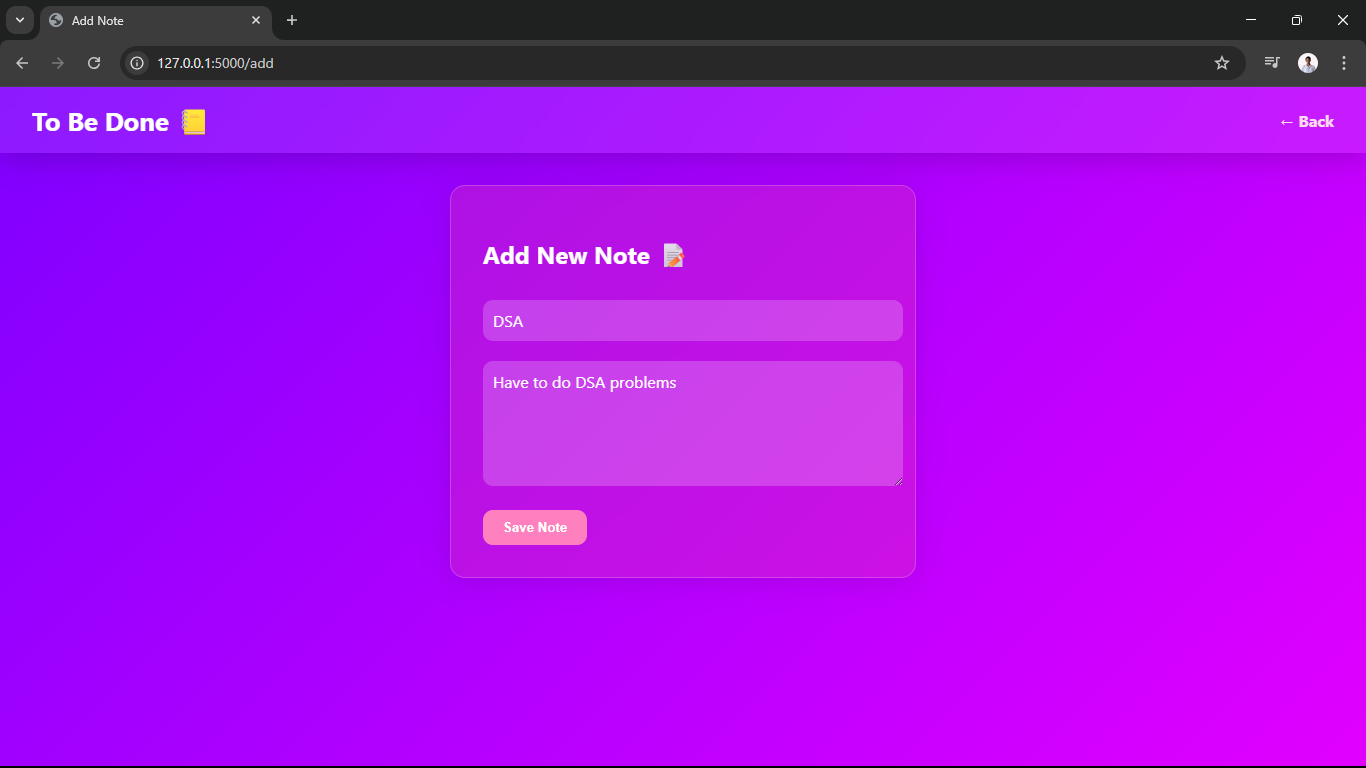 Add Note
127.0.0.1:5000/add
To Be Done 📒
← Back
Add New Note 📝
DSA
Have to do DSA problems
Save Note